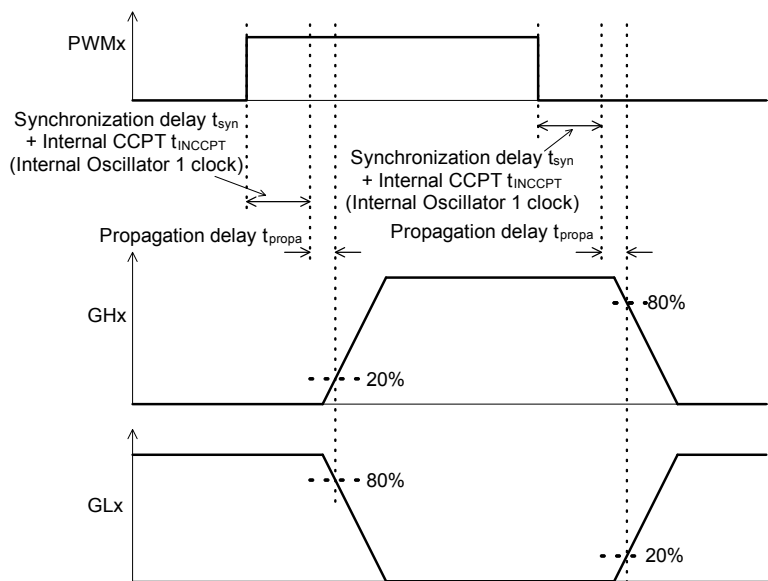 PWMx
Synchronization delay tsyn
+ Internal CCPT tINCCPT
(Internal Oscillator 1 clock)
Synchronization delay tsyn
+ Internal CCPT tINCCPT
(Internal Oscillator 1 clock)
Propagation delay tpropa
Propagation delay tpropa
GHx
80%
20%
GLx
80%
20%